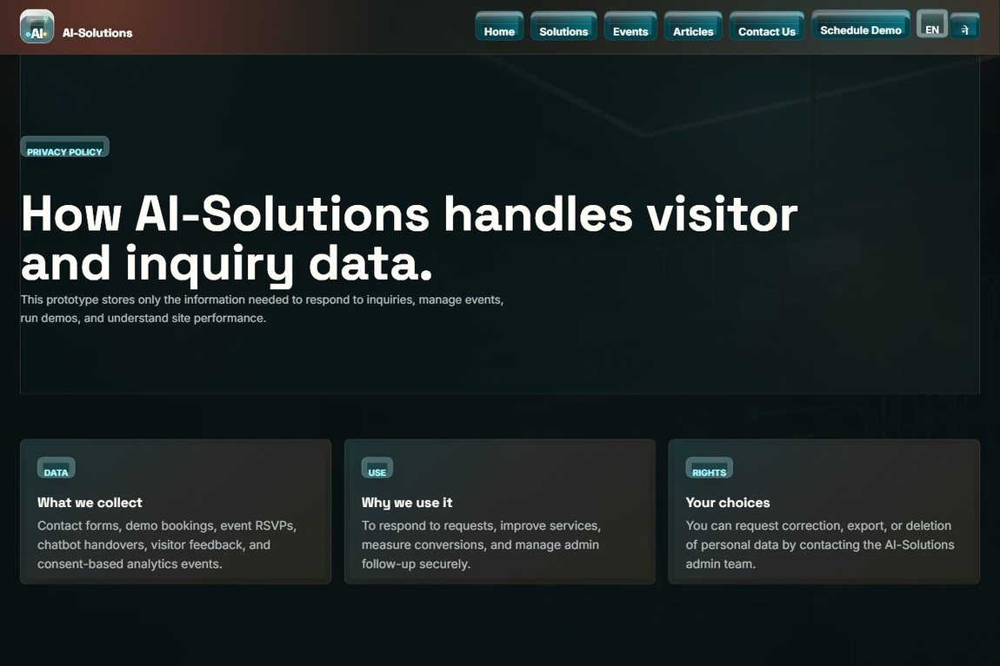 AI
AI-Solutions
Home
Solutions
Events
Articles
Contact Us
Schedule Demo
EN
ने
PRIVACY POLICY
How AI-Solutions handles visitor
and inquiry data.
This prototype stores only the information needed to respond to inquiries, manage events,
run demos, and understand site performance.
DATA
What we collect
Contact forms, demo bookings, event RSVPs,
chatbot handovers, visitor feedback, and
consent-based analytics events.
USE
Why we use it
To respond to requests, improve services,
measure conversions, and manage admin
follow-up securely.
RIGHTS
Your choices
You can request correction, export, or deletion
of personal data by contacting the AI-Solutions
admin team.